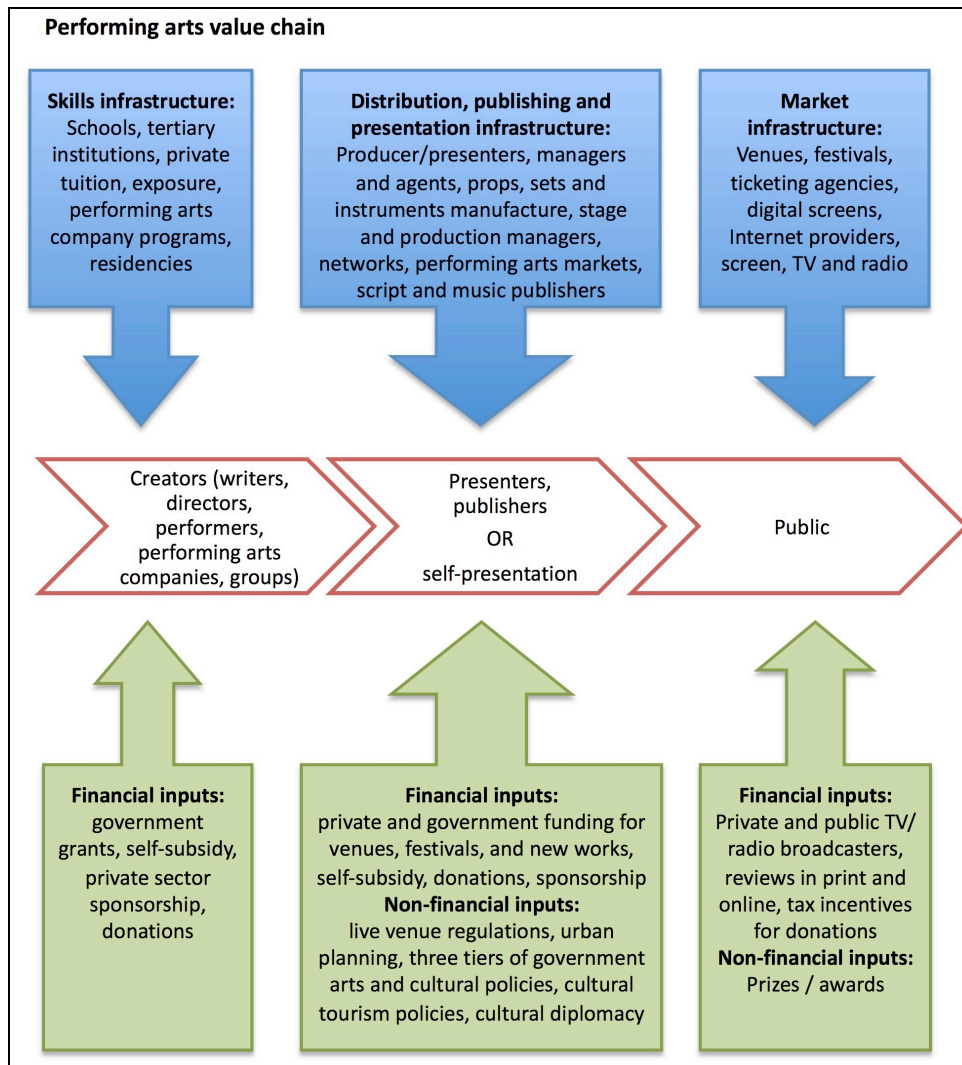 Performing arts value chain
Skills infrastructure:
Schools, tertiary
institutions, private
tuition, exposure,
performing arts
company programs,
residencies
Distribution, publishing and
presentation infrastructure:
Producer/presenters, managers
and agents, props, sets and
instruments manufacture, stage
and production managers,
networks, performing arts markets,
script and music publishers
Market
infrastructure:
Venues, festivals,
ticketing agencies,
digital screens,
Internet providers,
screen, TV and radio
Creators (writers,
directors,
performers,
performing arts
companies, groups)
Presenters,
publishers
OR
self-presentation
Public
Financial inputs:
government
grants, self-subsidy,
private sector
sponsorship,
donations
Financial inputs:
private and government funding for
venues, festivals, and new works,
self-subsidy, donations, sponsorship
Non-financial inputs:
live venue regulations, urban
planning, three tiers of government
arts and cultural policies, cultural
tourism policies, cultural diplomacy
Financial inputs:
Private and public TV/
radio broadcasters,
reviews in print and
online, tax incentives
for donations
Non-financial inputs:
Prizes / awards